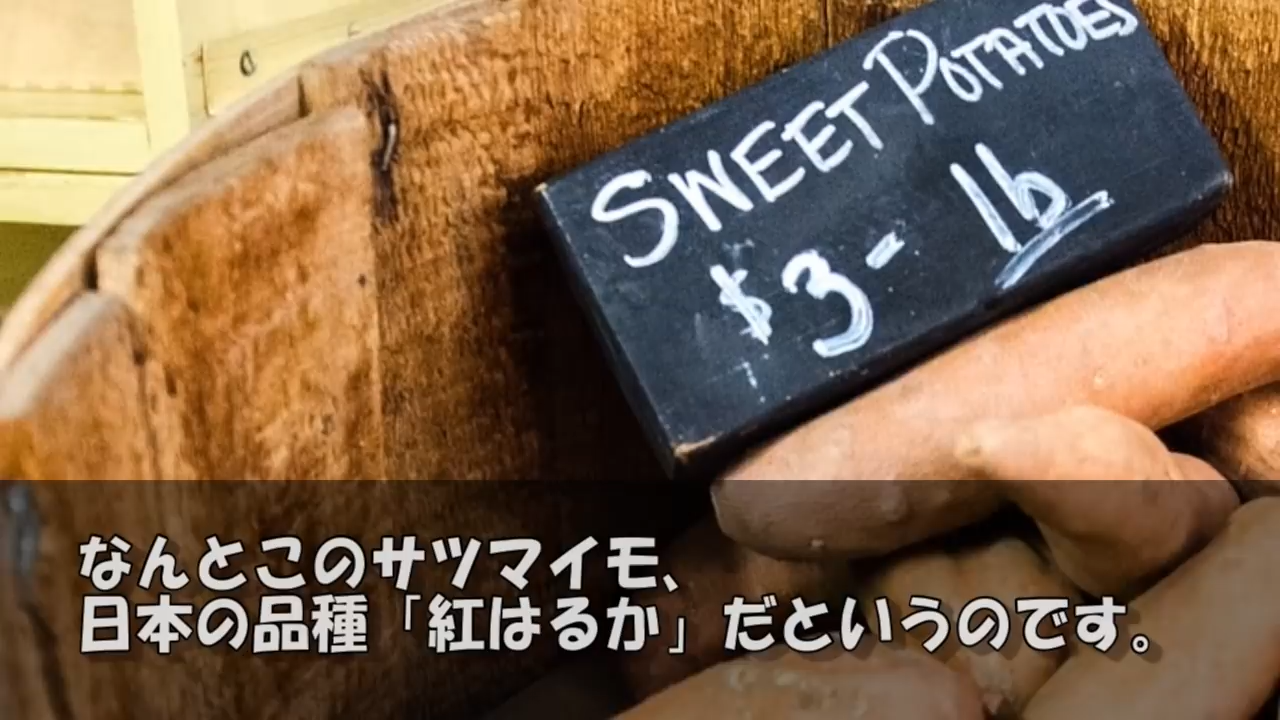 SWEET POTATOES
$3- lb
なんとこのサツマイモ、
日本の品種「紅はるか」だというのです。